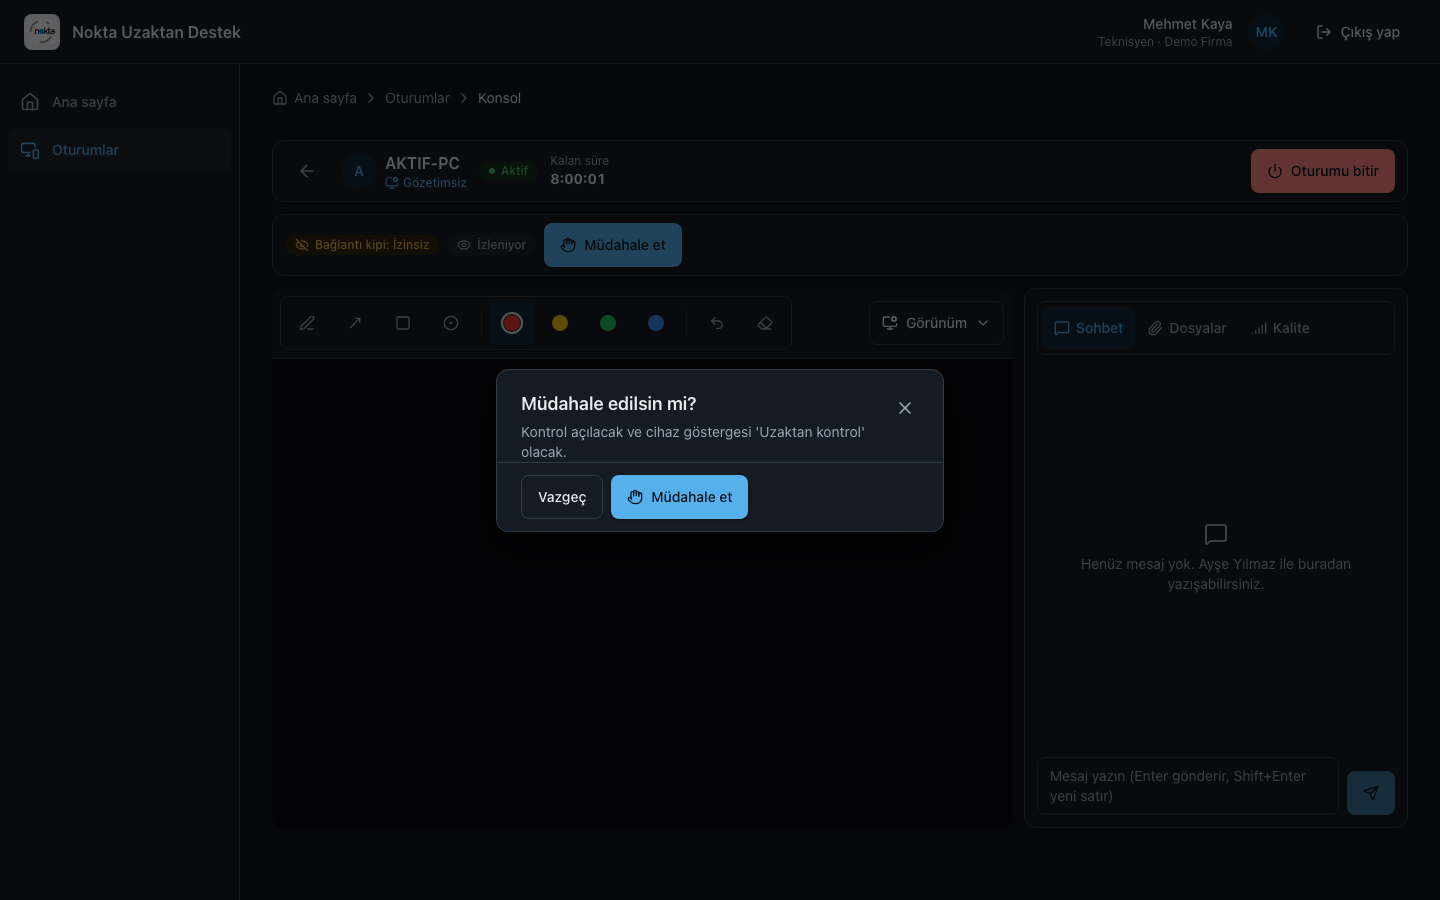 nokta
Nokta Uzaktan Destek
Mehmet Kaya
Teknisyen · Demo Firma
MK
Çıkış yap
Ana sayfa
Oturumlar
Ana sayfa
Oturumlar
Konsol
A
AKTIF-PC
Gözetimsiz
Aktif
Kalan süre
8:00:01
Oturumu bitir
Bağlantı kipi: İzinsiz
İzleniyor
Müdahale et
Görünüm
Sohbet
Dosyalar
Kalite
Müdahale edilsin mi?
Kontrol açılacak ve cihaz göstergesi 'Uzaktan kontrol'
olacak.
Vazgeç
Müdahale et
Henüz mesaj yok. Ayşe Yılmaz ile buradan
yazışabilirsiniz.
Mesaj yazın (Enter gönderir, Shift+Enter
yeni satır)